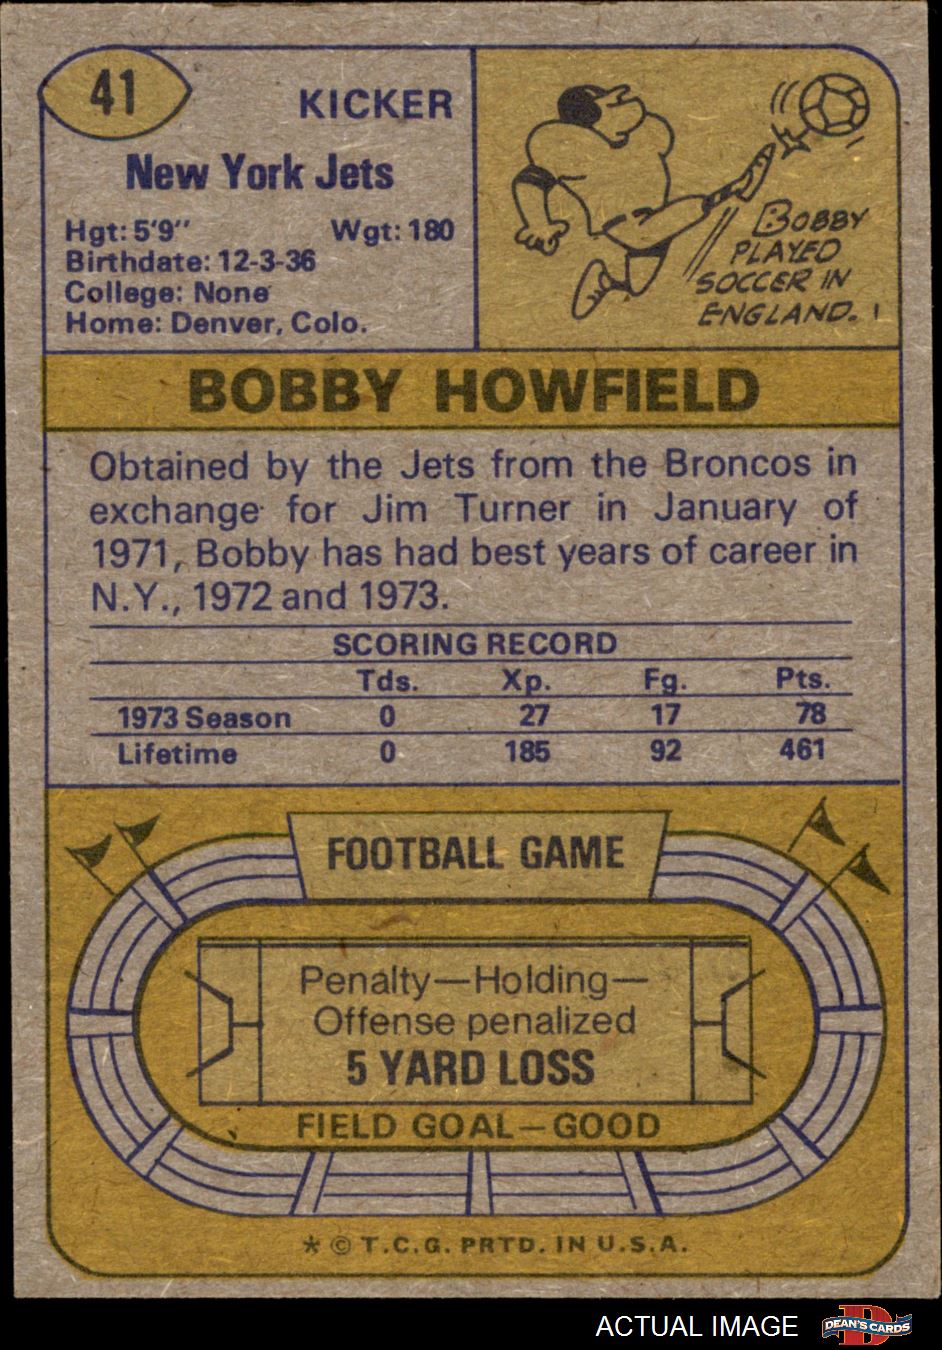 41
KICKER
New York Jets
Hgt: 5'9" Wgt: 180
Birthdate: 12-3-36
College: None
Home: Denver, Colo.
BOBBY
PLAYED
SOCCER IN
ENGLAND.
BOBBY HOWFIELD
Obtained by the Jets from the Broncos in
exchange for Jim Turner in January of
1971, Bobby has had best years of career in
N.Y., 1972 and 1973.
SCORING RECORD
Tds. Xp. Fg. Pts.
1973 Season 0 27 17 78
Lifetime 0 185 92 461
FOOTBALL GAME
Penalty—Holding—
Offense penalized
5 YARD LOSS
FIELD GOAL—GOOD
* © T.C.G. PRTD. IN U.S.A.
ACTUAL IMAGE
D
DEAN'S CARDS